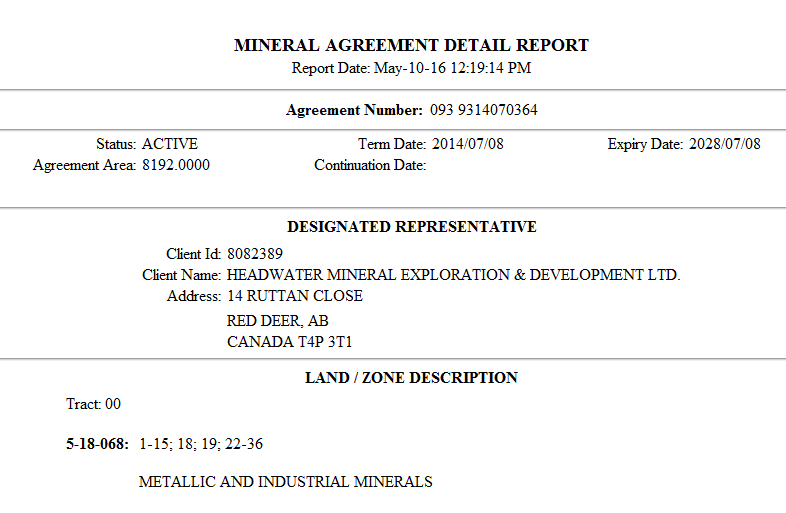 MINERAL AGREEMENT DETAIL REPORT
Report Date: May-10-16 12:19:14 PM
Agreement Number: 093 9314070364
Status: ACTIVE Term Date: 2014/07/08 Expiry Date: 2028/07/08
Agreement Area: 8192.0000 Continuation Date:
DESIGNATED REPRESENTATIVE
Client Id: 8082389
Client Name: HEADWATER MINERAL EXPLORATION & DEVELOPMENT LTD.
Address: 14 RUTTAN CLOSE
RED DEER, AB
CANADA T4P 3T1
LAND / ZONE DESCRIPTION
Tract: 00
5-18-068: 1-15; 18; 19; 22-36
METALLIC AND INDUSTRIAL MINERALS